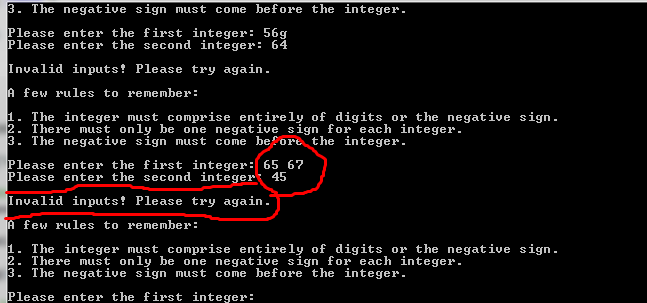 3. The negative sign must come before the integer.
Please enter the first integer: 56g
Please enter the second integer: 64
Invalid inputs! Please try again.
A few rules to remember:
1. The integer must comprise entirely of digits or the negative sign.
2. There must only be one negative sign for each integer.
3. The negative sign must come before the integer.
Please enter the first integer: 65 67
Please enter the second integer: 45
Invalid inputs! Please try again.
A few rules to remember:
1. The integer must comprise entirely of digits or the negative sign.
2. There must only be one negative sign for each integer.
3. The negative sign must come before the integer.
Please enter the first integer: